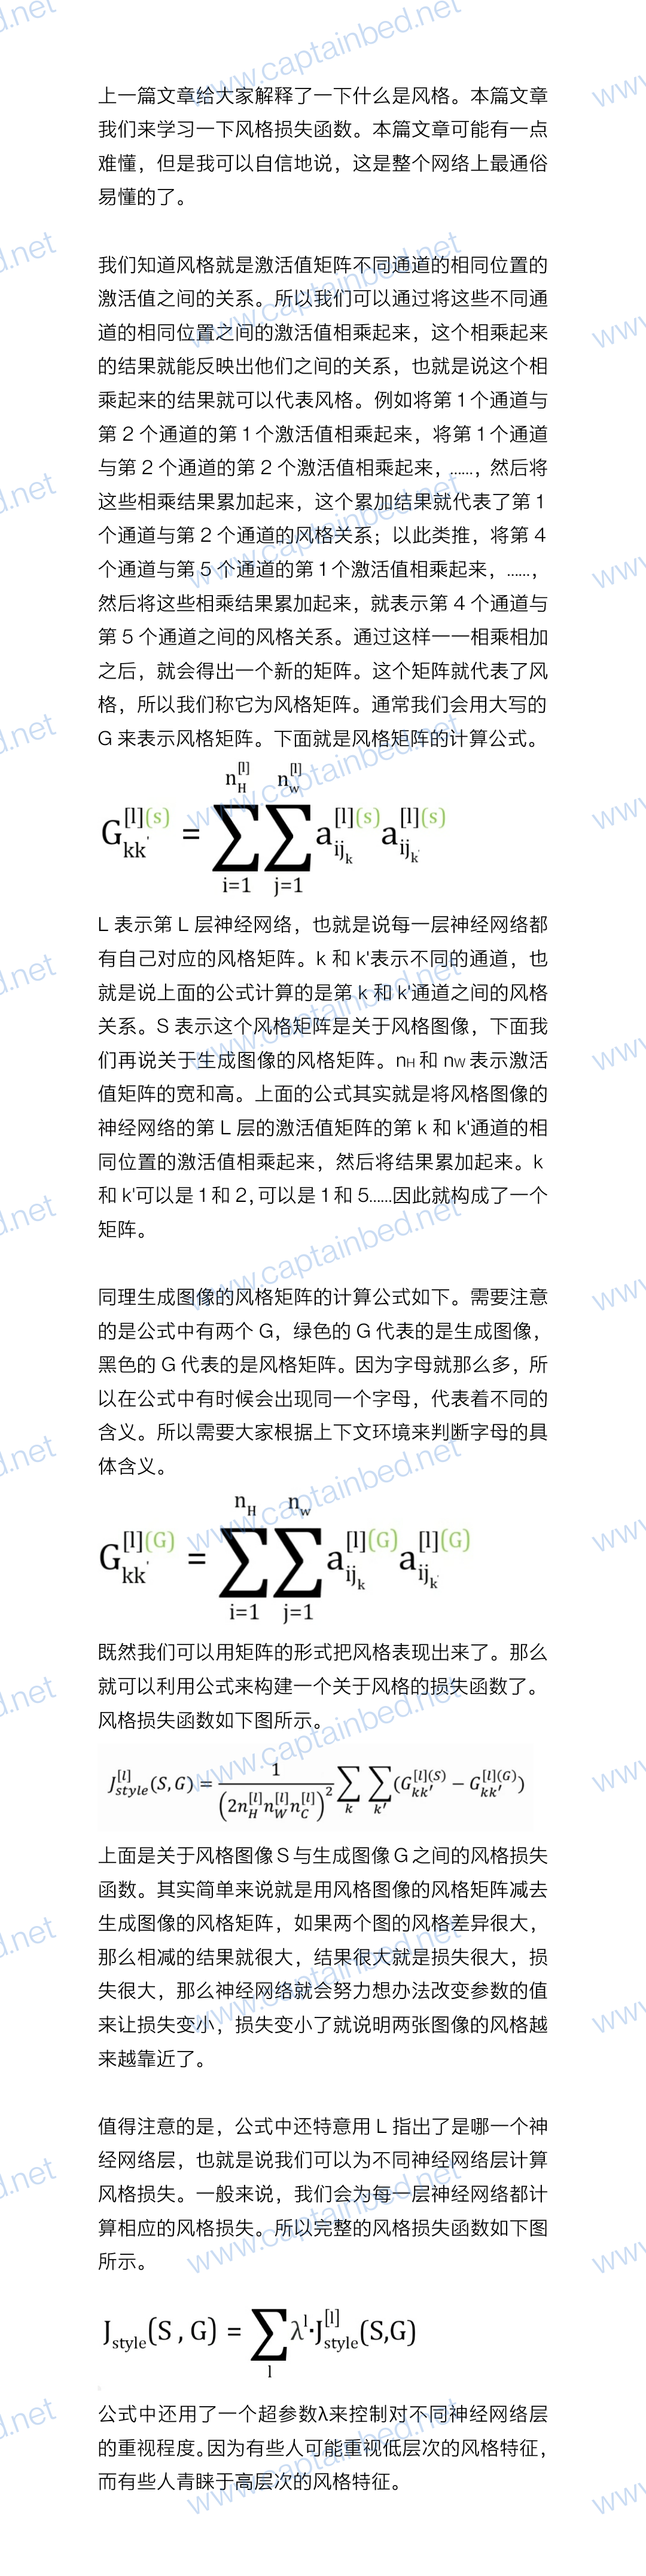 上一篇文章给大家解释了一下什么是风格。本篇文章
我们来学习一下风格损失函数。本篇文章可能有一点
难懂，但是我可以自信地说，这是整个网络上最通俗
易懂的了。
我们知道风格就是激活值矩阵不同通道的相同位置的
激活值之间的关系。所以我们可以通过将这些不同通
道的相同位置之间的激活值相乘起来，这个相乘起来
的结果就能反映出他们之间的关系，也就是说这个相
乘起来的结果就可以代表风格。例如将第 1 个通道与
第 2 个通道的第 1 个激活值相乘起来，将第 1 个通道
与第 2 个通道的第 2 个激活值相乘起来，……，然后将
这些相乘结果累加起来，这个累加结果就代表了第 1
个通道与第 2 个通道的风格关系；以此类推，将第 4
个通道与第 5 个通道的第 1 个激活值相乘起来，……，
然后将这些相乘结果累加起来，就表示第 4 个通道与
第 5 个通道之间的风格关系。通过这样一一相乘相加
之后，就会得出一个新的矩阵。这个矩阵就代表了风
格，所以我们称它为风格矩阵。通常我们会用大写的
G 来表示风格矩阵。下面就是风格矩阵的计算公式。
G_{kk'}^{[l](s)} = ∑_{i=1}^{n_H^{[l]}} ∑_{j=1}^{n_w^{[l]}} a_{ij_k}^{[l](s)} a_{ij_{k'}}^{[l](s)}
L 表示第 L 层神经网络，也就是说每一层神经网络都
有自己对应的风格矩阵。k 和 k'表示不同的通道，也
就是说上面的公式计算的是第 k 和 k'通道之间的风格
关系。S 表示这个风格矩阵是关于风格图像，下面我
们再说关于生成图像的风格矩阵。nH 和 nW 表示激活
值矩阵的宽和高。上面的公式其实就是将风格图像的
神经网络的第 L 层的激活值矩阵的第 k 和 k'通道的相
同位置的激活值相乘起来，然后将结果累加起来。k
和 k'可以是 1 和 2，可以是 1 和 5……因此就构成了一个
矩阵。
同理生成图像的风格矩阵的计算公式如下。需要注意
的是公式中有两个 G，绿色的 G 代表的是生成图像，
黑色的 G 代表的是风格矩阵。因为字母就那么多，所
以在公式中有时候会出现同一个字母，代表着不同的
含义。所以需要大家根据上下文环境来判断字母的具
体含义。
G_{kk'}^{[l](G)} = ∑_{i=1}^{n_H} ∑_{j=1}^{n_w} a_{ij_k}^{[l](G)} a_{ij_{k'}}^{[l](G)}
既然我们可以用矩阵的形式把风格表现出来了。那么
就可以利用公式来构建一个关于风格的损失函数了。
风格损失函数如下图所示。
J_{style}^{[l]}(S,G) = \frac{1}{(2n_H^{[l]}n_W^{[l]}n_C^{[l]})^2} ∑_k ∑_{k'} (G_{kk'}^{[l](S)} − G_{kk'}^{[l](G)})
上面是关于风格图像 S 与生成图像 G 之间的风格损失
函数。其实简单来说就是用风格图像的风格矩阵减去
生成图像的风格矩阵，如果两个图的风格差异很大，
那么相减的结果就很大，结果很大就是损失很大，损
失很大，那么神经网络就会努力想办法改变参数的值
来让损失变小，损失变小了就说明两张图像的风格越
来越靠近了。
值得注意的是，公式中还特意用 L 指出了是哪一个神
经网络层，也就是说我们可以为不同神经网络层计算
风格损失。一般来说，我们会为每一层神经网络都计
算相应的风格损失。所以完整的风格损失函数如下图
所示。
J_{style}(S , G) = ∑_l λ^l·J_{style}^{[l]}(S,G)
公式中还用了一个超参数λ来控制对不同神经网络层
的重视程度。因为有些人可能重视低层次的风格特征，
而有些人青睐于高层次的风格特征。
www.captainbed.net